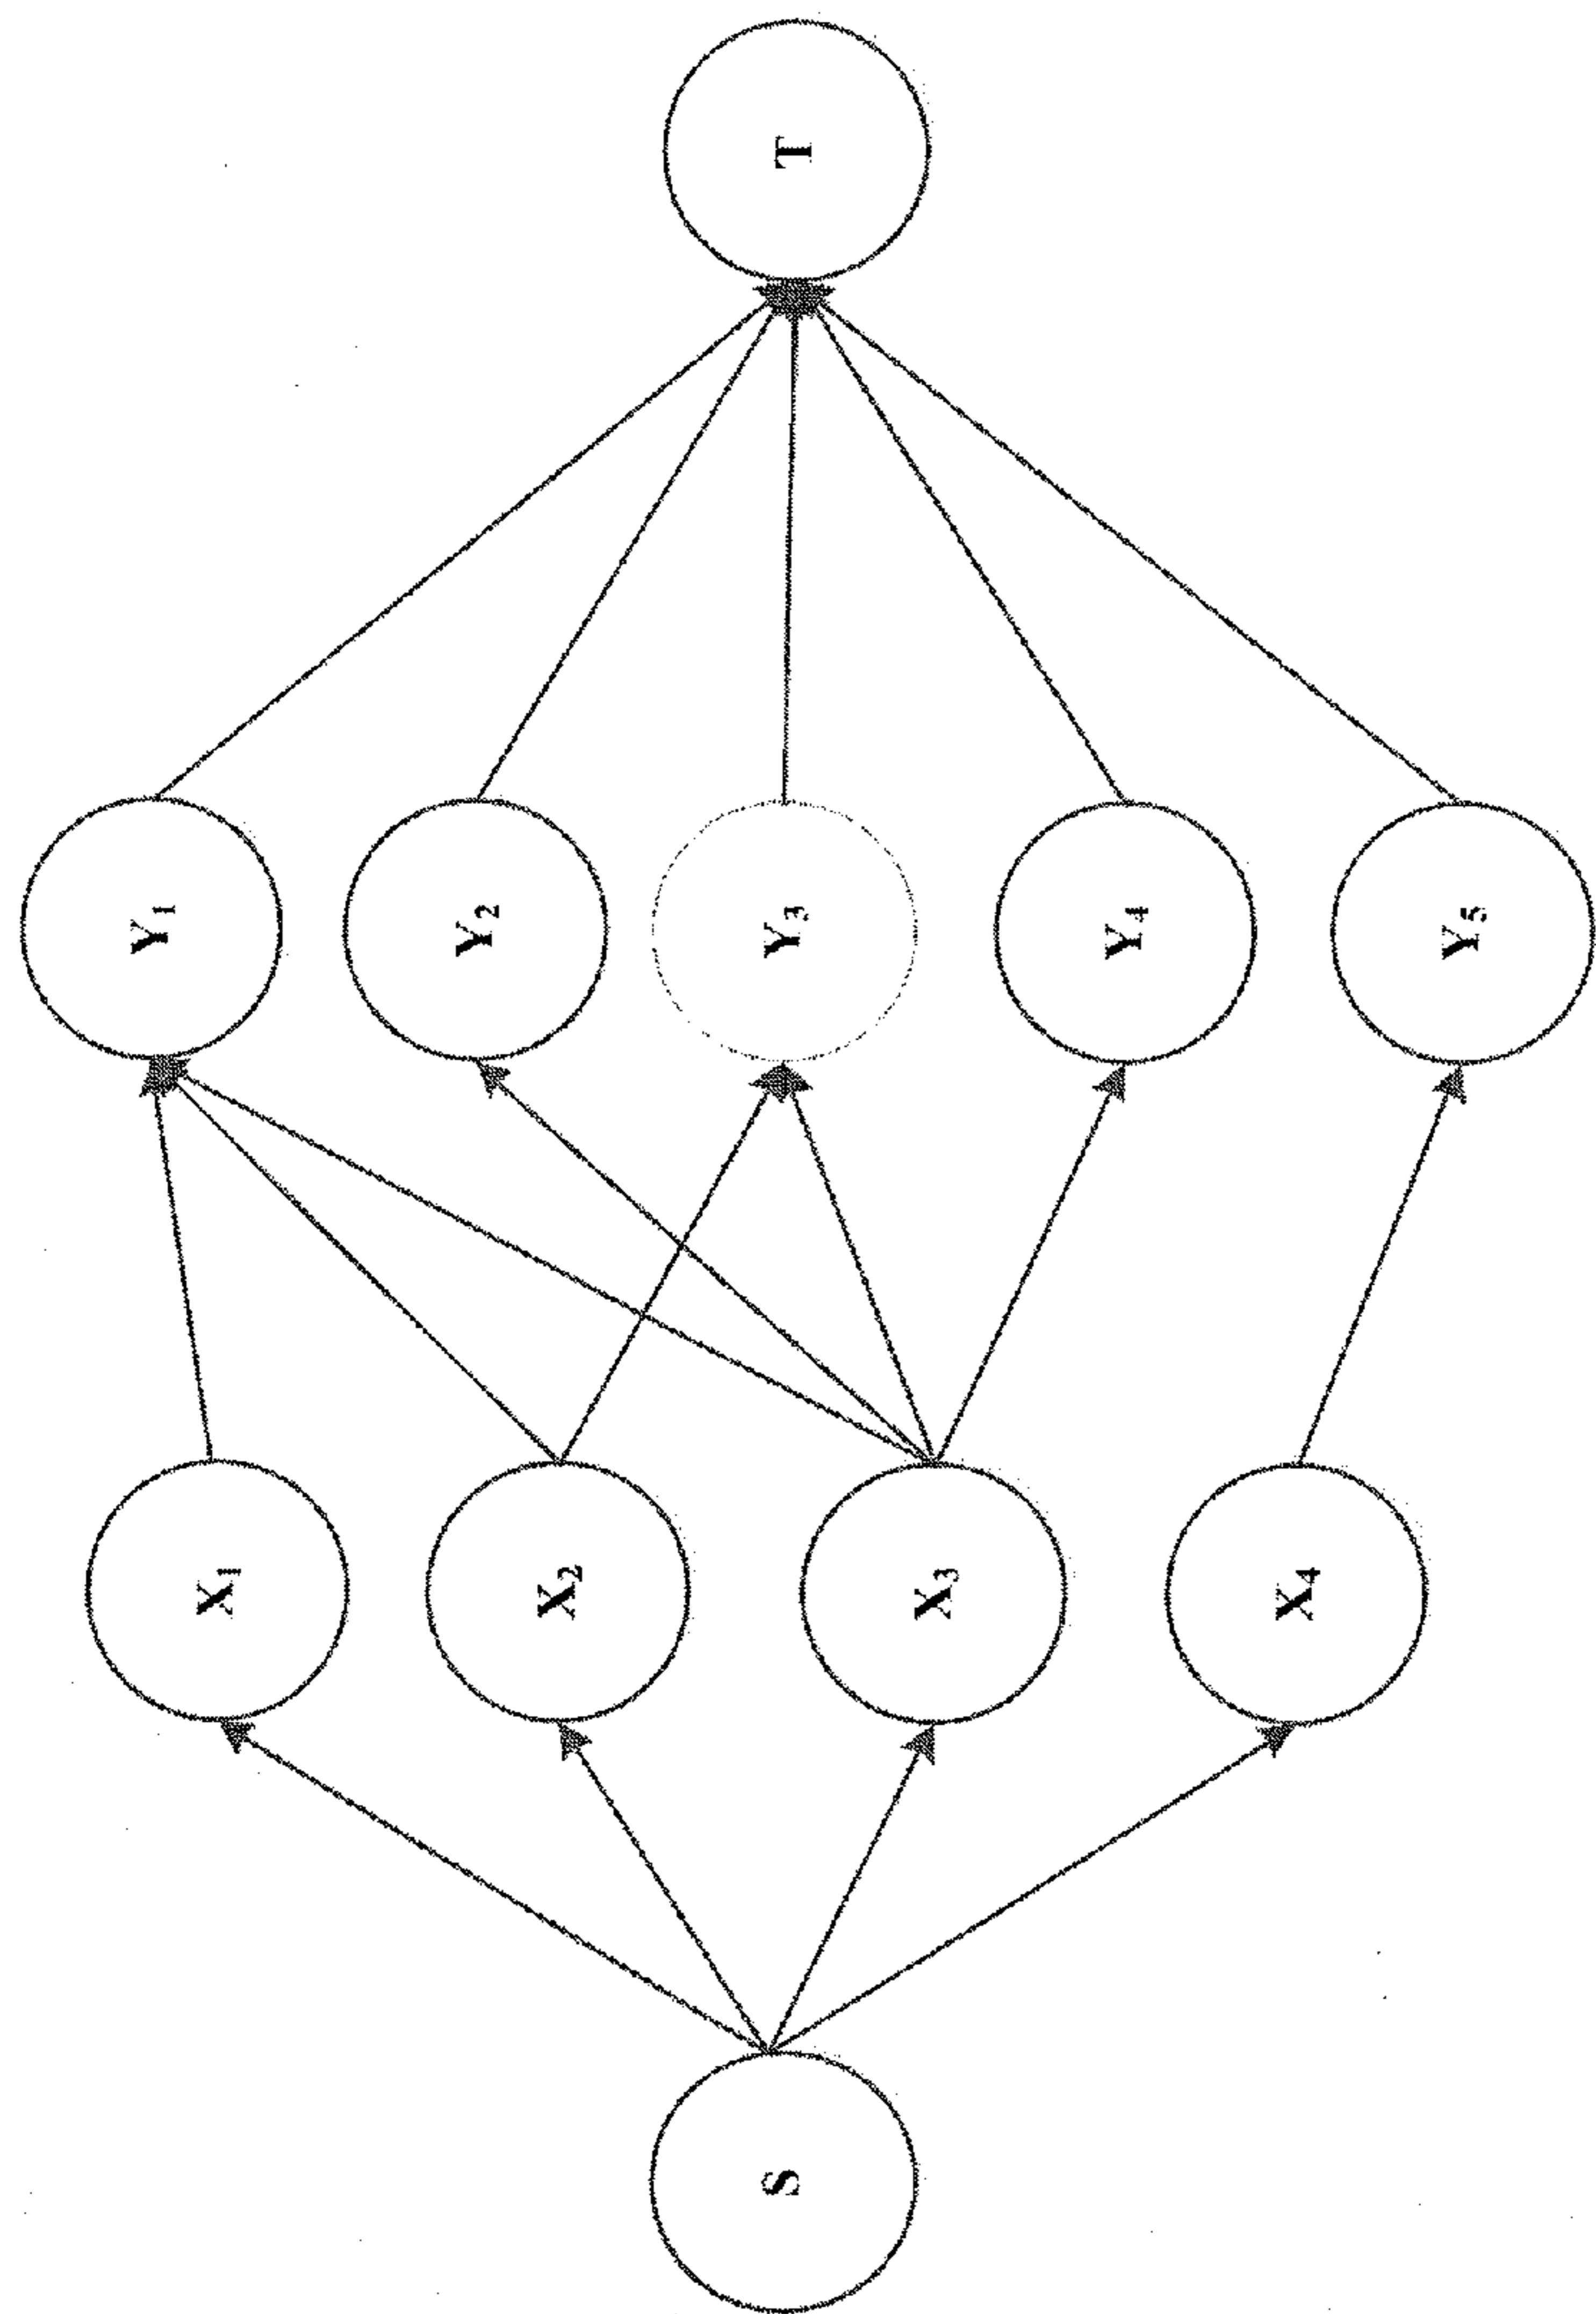 S
X₁
X₂
X₃
X₄
Y₁
Y₂
Y₃
Y₄
Y₅
T